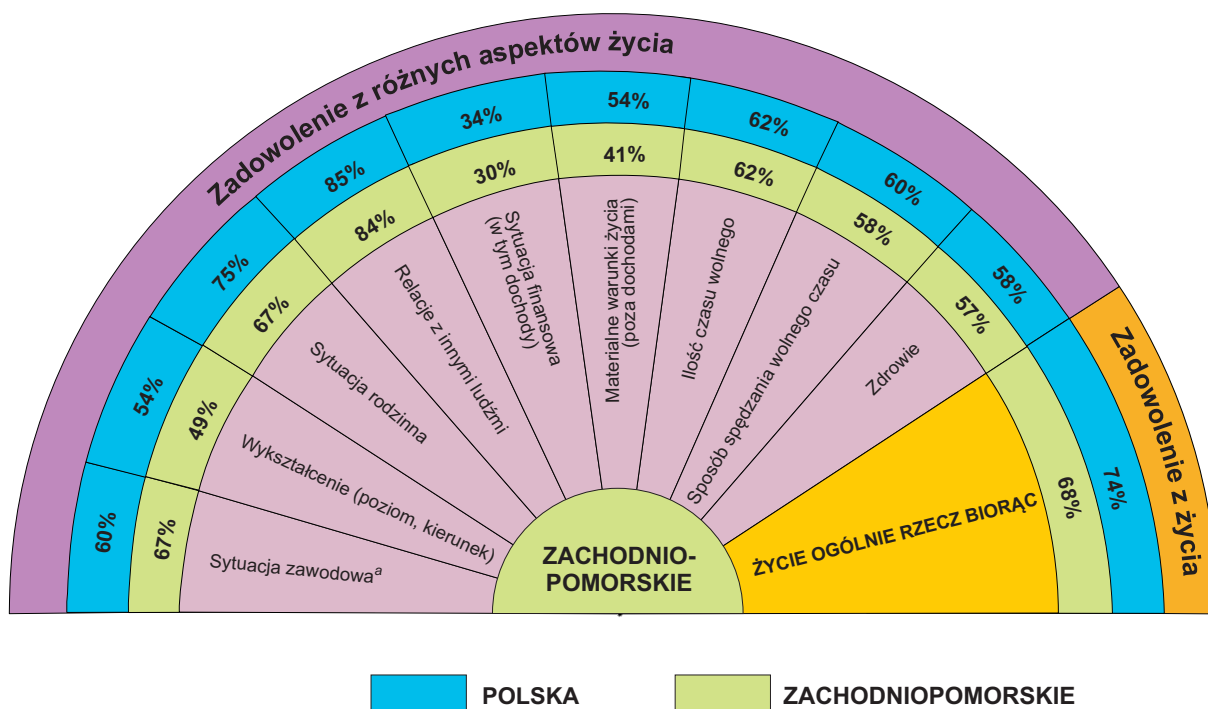 Zadowolenie z różnych aspektów życia
Zadowolenie z życia
60%
54%
75%
85%
34%
54%
62%
60%
58%
74%
67%
49%
67%
84%
30%
41%
62%
58%
57%
68%
Sytuacja zawodowaᵃ
Wykształcenie (poziom, kierunek)
Sytuacja rodzinna
Relacje z innymi ludźmi
Sytuacja finansowa
(w tym dochody)
Materialne warunki życia
(poza dochodami)
Ilość czasu wolnego
Sposób spędzania wolnego czasu
Zdrowie
ŻYCIE OGÓLNIE RZECZ BIORĄC
ZACHODNIO-
POMORSKIE
POLSKA
ZACHODNIOPOMORSKIE